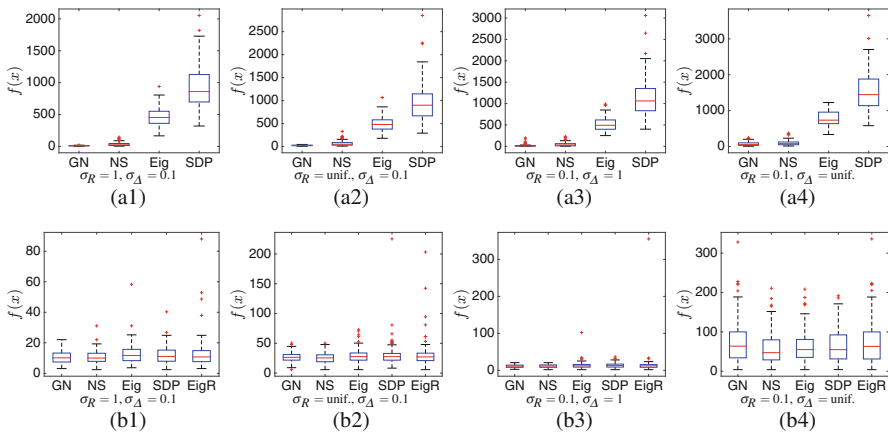 2000
1500
1000
500
0
f(x)
GN NS Eig SDP
σ_R = 1, σ_Δ = 0.1
(a1)
3000
2500
2000
1500
1000
500
0
f(x)
GN NS Eig SDP
σ_R = unif., σ_Δ = 0.1
(a2)
3000
2500
2000
1500
1000
500
0
f(x)
GN NS Eig SDP
σ_R = 0.1, σ_Δ = 1
(a3)
3000
2000
1000
0
f(x)
GN NS Eig SDP
σ_R = 0.1, σ_Δ = unif.
(a4)
80
60
40
20
0
f(x)
GN NS Eig SDP EigR
σ_R = 1, σ_Δ = 0.1
(b1)
200
150
100
50
0
f(x)
GN NS Eig SDP EigR
σ_R = unif., σ_Δ = 0.1
(b2)
300
200
100
0
f(x)
GN NS Eig SDP EigR
σ_R = 0.1, σ_Δ = 1
(b3)
300
200
100
0
f(x)
GN NS Eig SDP EigR
σ_R = 0.1, σ_Δ = unif.
(b4)